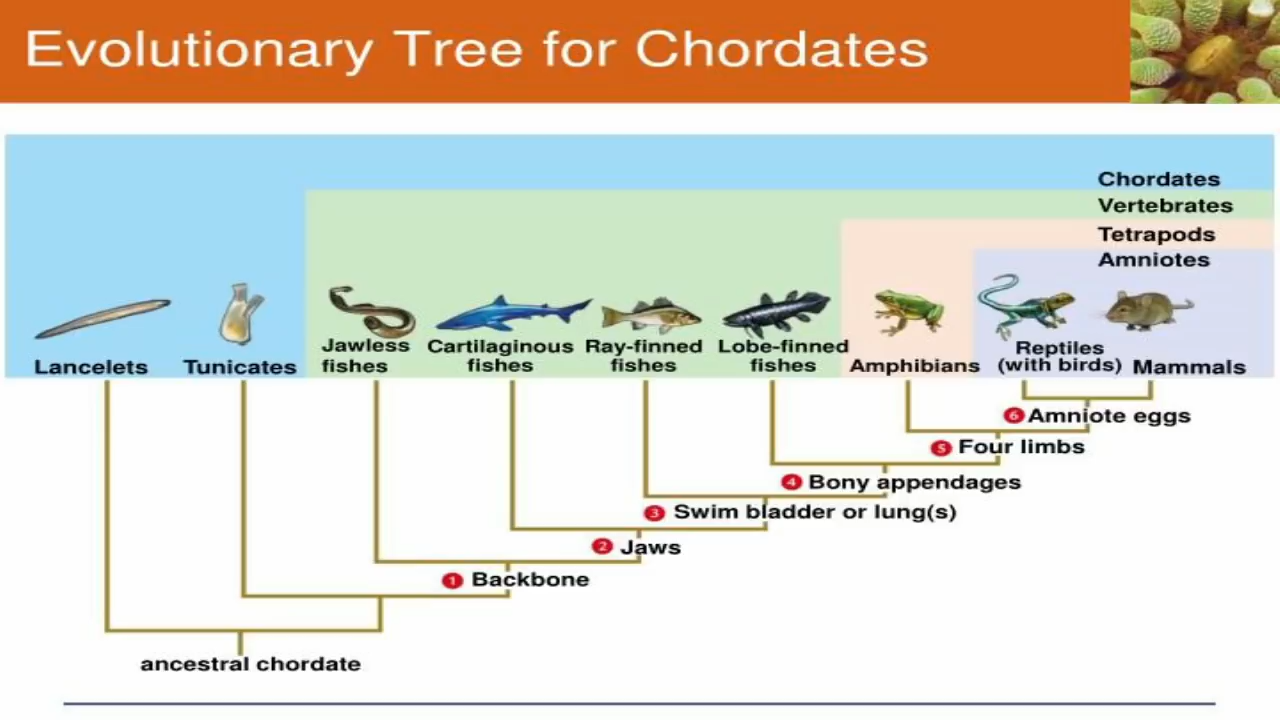 Evolutionary Tree for Chordates
Chordates
Vertebrates
Tetrapods
Amniotes
Lancelets
Tunicates
Jawless
fishes
Cartilaginous
fishes
Ray-finned
fishes
Lobe-finned
fishes
Amphibians
Reptiles
(with birds)
Mammals
6 Amniote eggs
5 Four limbs
4 Bony appendages
3 Swim bladder or lung(s)
2 Jaws
1 Backbone
ancestral chordate